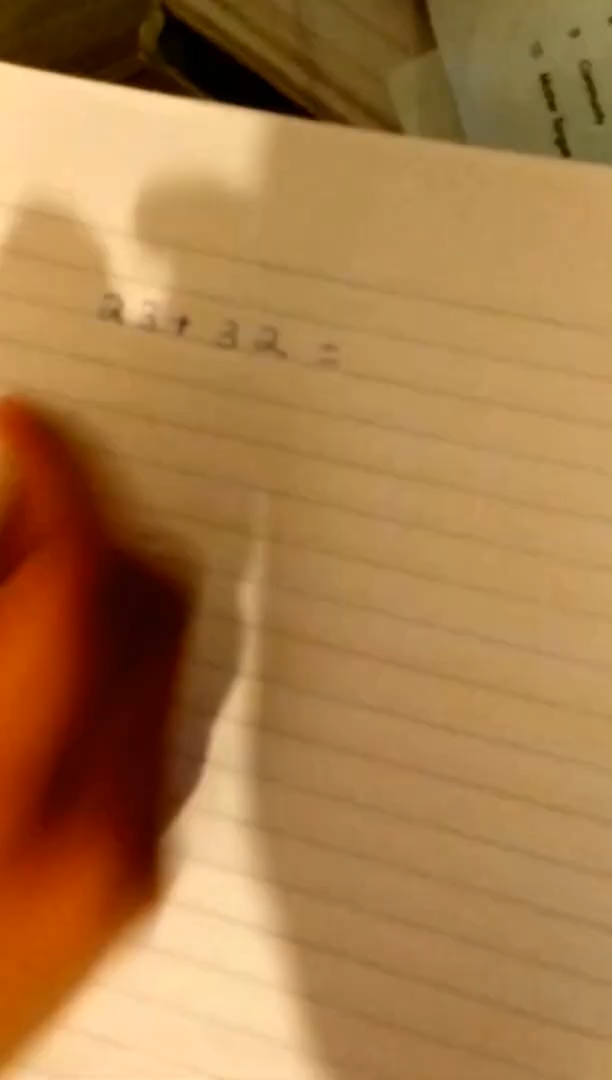 23+ 32 =